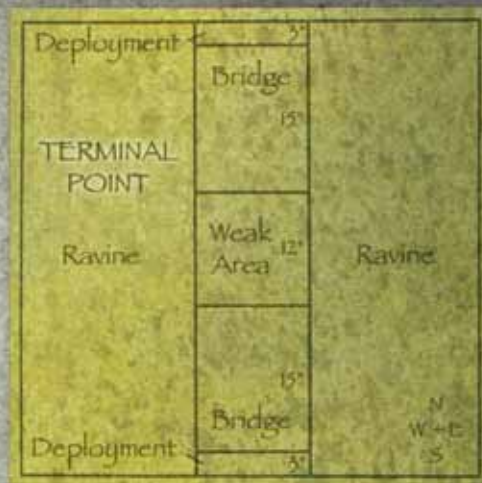 Deployment
3"
Bridge
15"
TERMINAL
POINT
Ravine
Weak
Area
12"
Ravine
15"
Bridge
N
W E
S
Deployment
3"